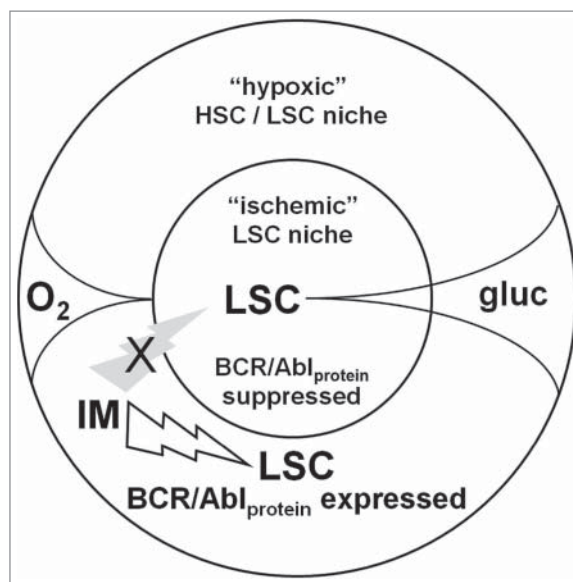 “hypoxic”
HSC / LSC niche
“ischemic”
LSC niche
O₂
LSC
gluc
X
BCR/Ablprotein
suppressed
IM
LSC
BCR/Ablprotein expressed